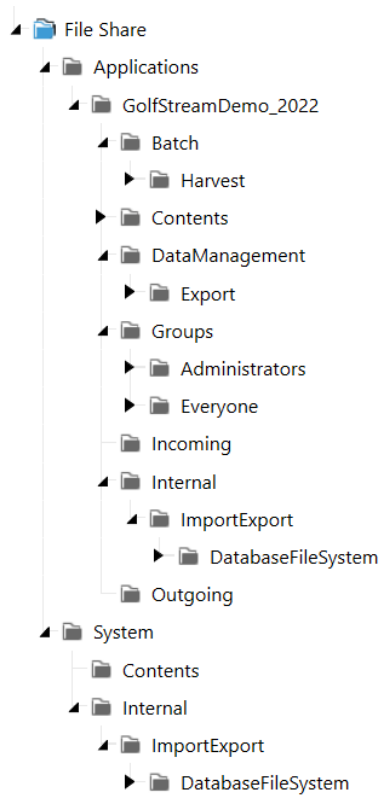 File Share
Applications
GolfStreamDemo_2022
Batch
Harvest
Contents
DataManagement
Export
Groups
Administrators
Everyone
Incoming
Internal
ImportExport
DatabaseFileSystem
Outgoing
System
Contents
Internal
ImportExport
DatabaseFileSystem